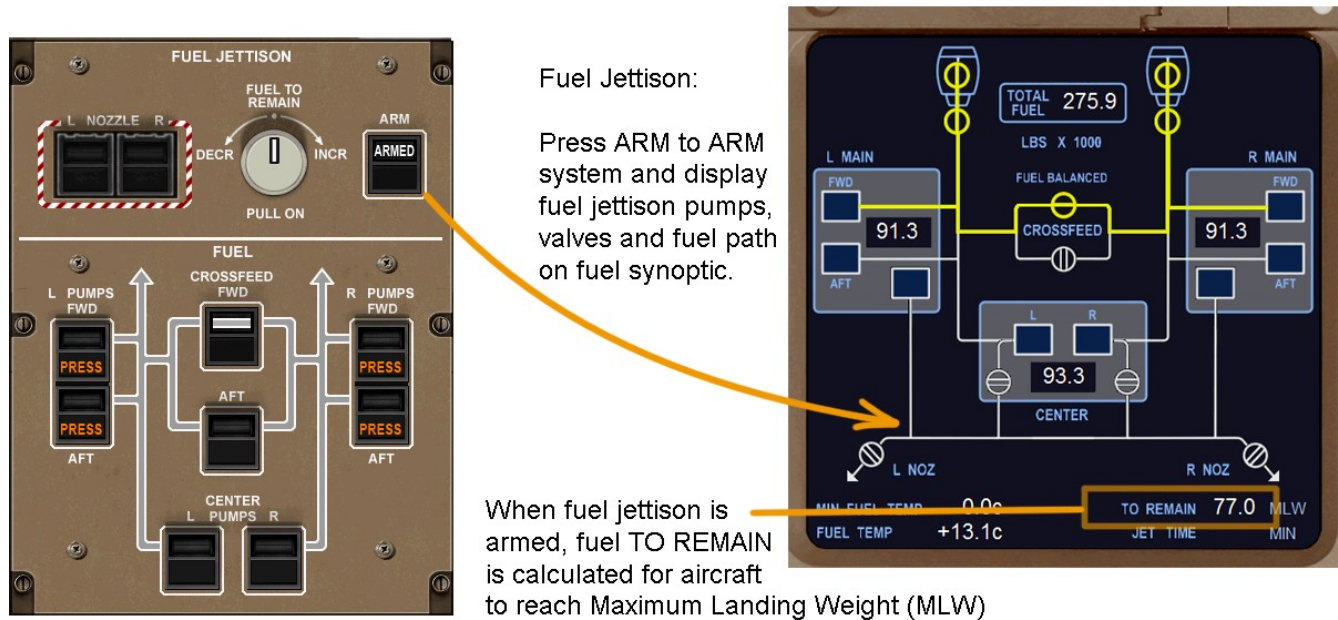 FUEL JETTISON
L NOZZLE R
FUEL TO
REMAIN
DECR
INCR
PULL ON
ARM
ARMED
FUEL
CROSSFEED
FWD
L PUMPS
FWD
R PUMPS
FWD
PRESS
PRESS
PRESS
PRESS
AFT
AFT
AFT
CENTER
L PUMPS R
Fuel Jettison:
Press ARM to ARM
system and display
fuel jettison pumps,
valves and fuel path
on fuel synoptic.
When fuel jettison is
armed, fuel TO REMAIN
is calculated for aircraft
to reach Maximum Landing Weight (MLW)
TOTAL
FUEL
275.9
LBS X 1000
L MAIN
R MAIN
FWD
FWD
FUEL BALANCED
91.3
CROSSFEED
91.3
AFT
AFT
L
R
93.3
CENTER
L NOZ
R NOZ
MIN FUEL TEMP 0.0c
TO REMAIN 77.0 MLW
FUEL TEMP +13.1c
JET TIME MIN